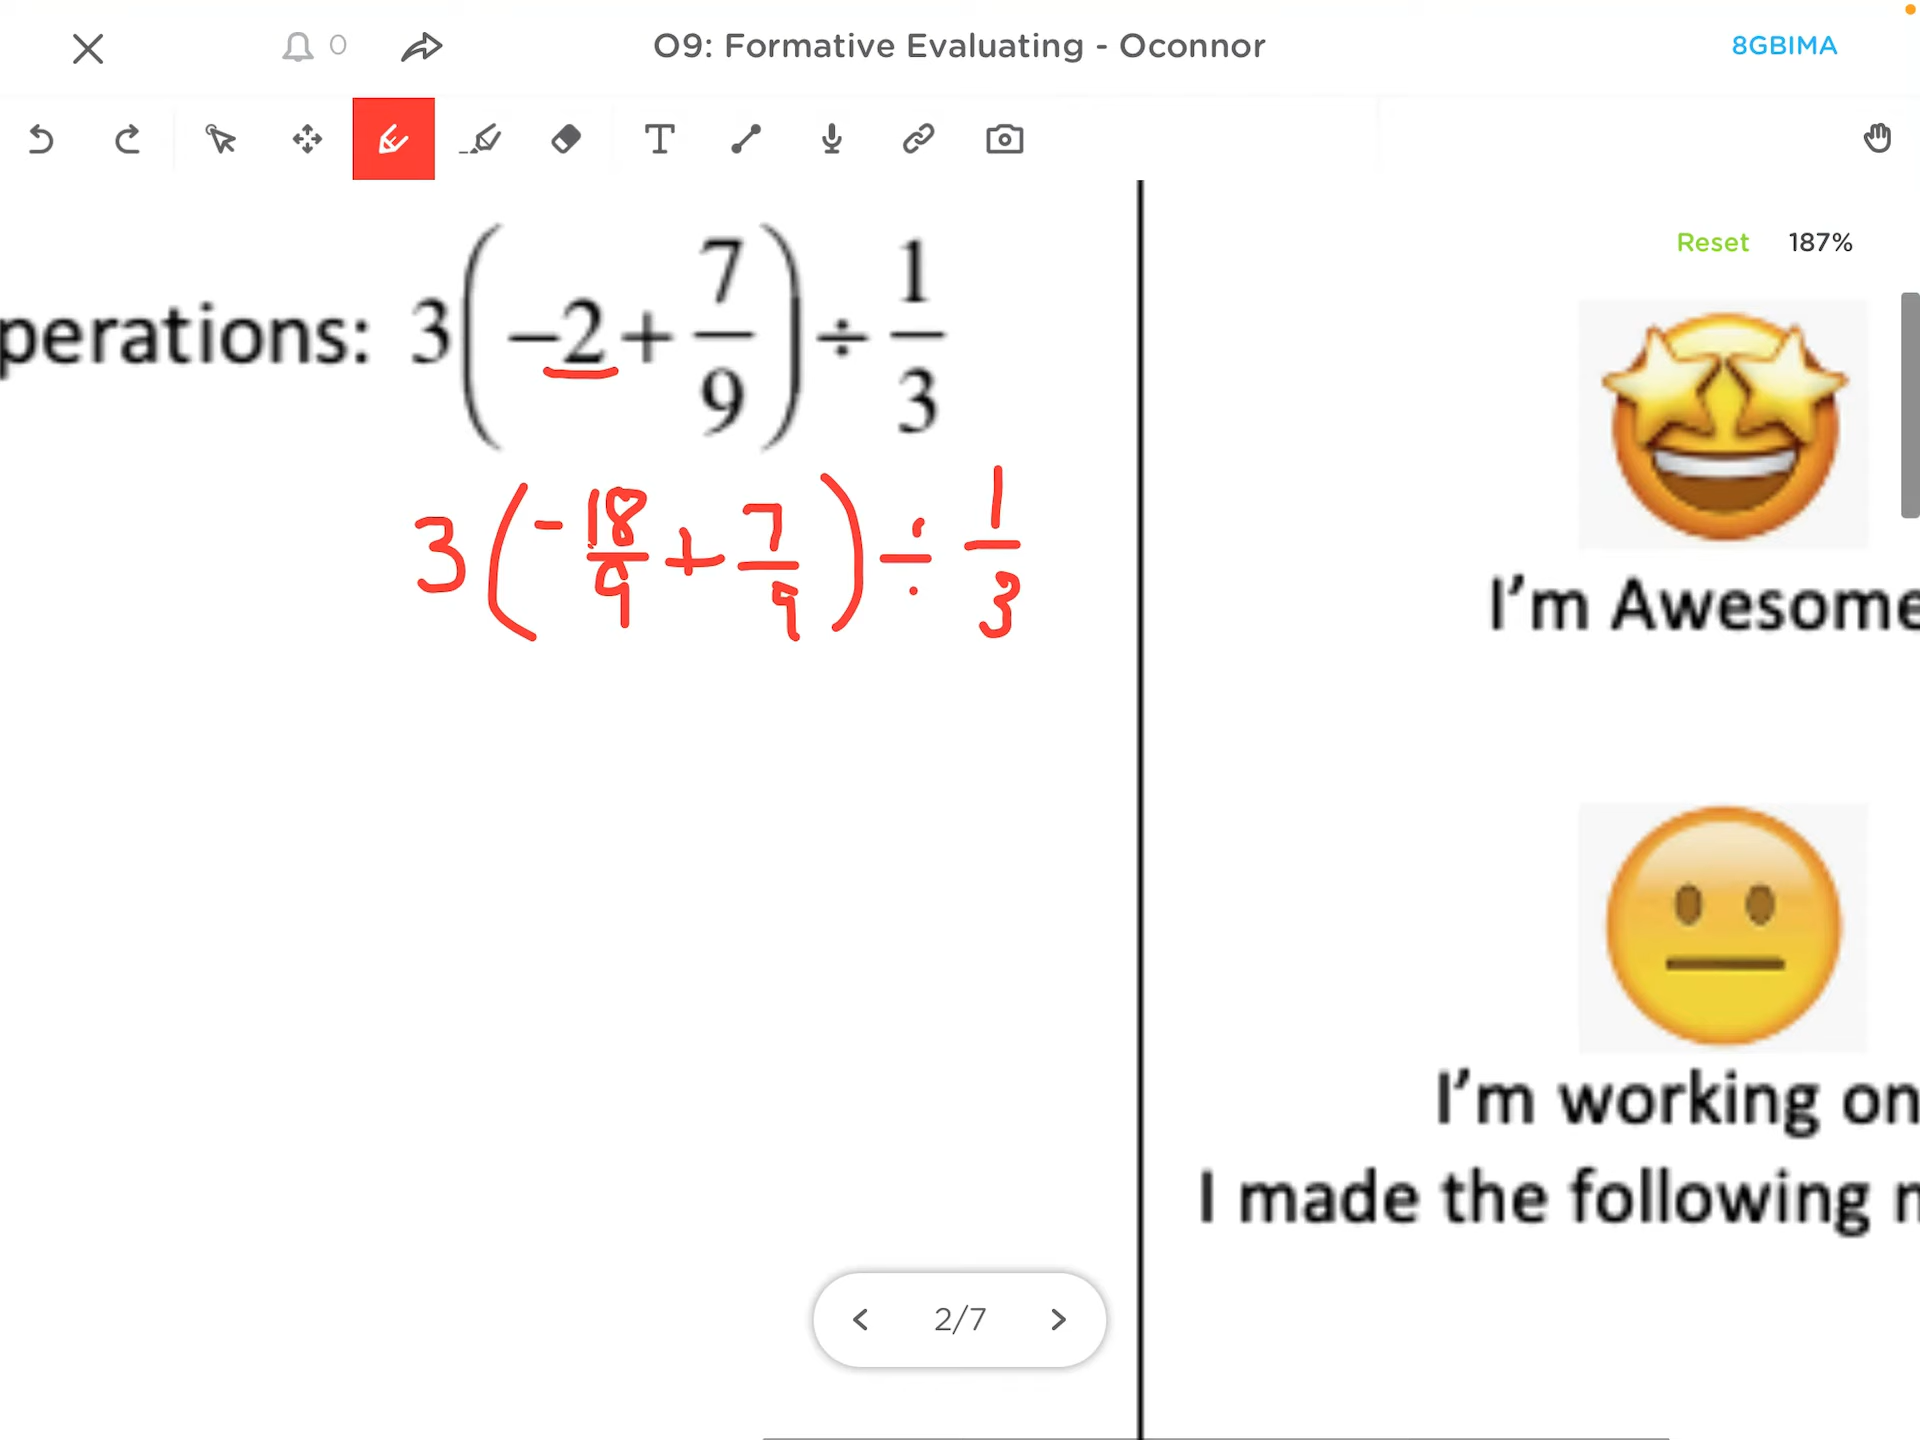 0 O9: Formative Evaluating - Oconnor 8GBIMA
T
Reset 187%
perations: 3(-2 + 7/9) ÷ 1/3
3(-18/9 + 7/9) ÷ 1/3
I'm Awesome
I'm working on
I made the following
2/7